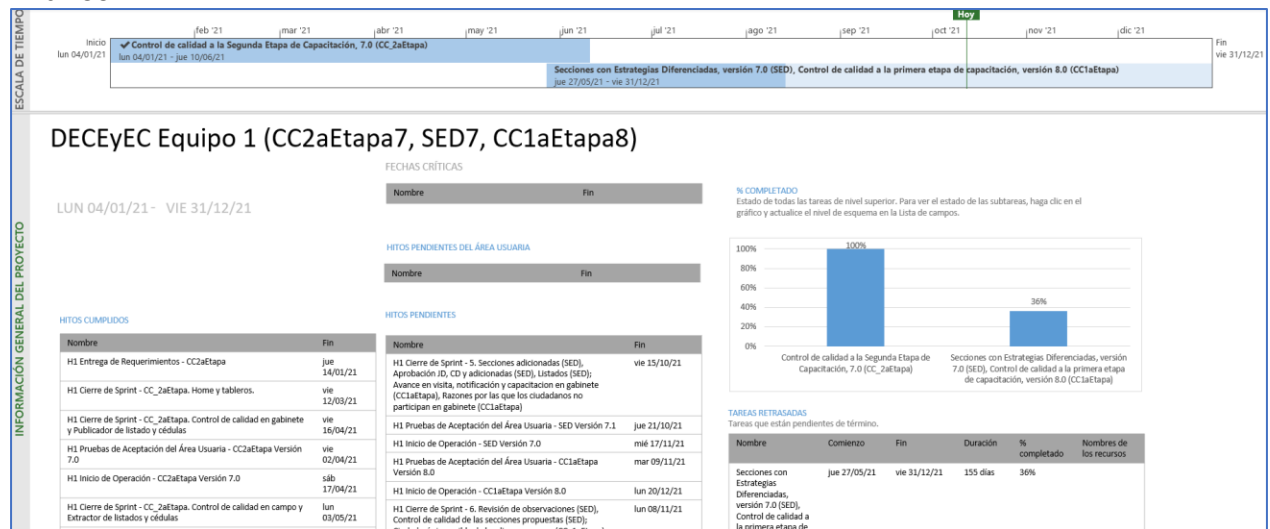 Hoy
feb '21 mar '21 abr '21 may '21 jun '21 jul '21 ago '21 sep '21 oct '21 nov '21 dic '21
ESCALA DE TIEMPO
Inicio
lun 04/01/21
Control de calidad a la Segunda Etapa de Capacitación, 7.0 (CC_2aEtapa)
lun 04/01/21 - jue 10/06/21
Secciones con Estrategias Diferenciadas, versión 7.0 (SED), Control de calidad a la primera etapa de capacitación, versión 8.0 (CC1aEtapa)
jue 27/05/21 - vie 31/12/21
Fin
vie 31/12/21
INFORMACIÓN GENERAL DEL PROYECTO
DECEyEC Equipo 1 (CC2aEtapa7, SED7, CC1aEtapa8)
LUN 04/01/21 - VIE 31/12/21
FECHAS CRÍTICAS
Nombre Fin
HITOS PENDIENTES DEL ÁREA USUARIA
Nombre Fin
HITOS CUMPLIDOS
Nombre Fin
H1 Entrega de Requerimientos - CC2aEtapa jue
14/01/21
H1 Cierre de Sprint - CC_2aEtapa. Home y tableros. vie
12/03/21
H1 Cierre de Sprint - CC_2aEtapa. Control de calidad en gabinete vie
y Publicador de listado y cédulas 16/04/21
H1 Pruebas de Aceptación del Área Usuaria - CC2aEtapa Versión vie
7.0 02/04/21
H1 Inicio de Operación - CC2aEtapa Versión 7.0 sáb
17/04/21
H1 Cierre de Sprint - CC_2aEtapa. Control de calidad en campo y lun
Extractor de listados y cédulas 03/05/21
HITOS PENDIENTES
Nombre Fin
H1 Cierre de Sprint - 5. Secciones adicionadas (SED), vie 15/10/21
Aprobación JD, CD y adicionadas (SED), Listados (SED);
Avance en visita, notificación y capacitacion en gabinete
(CC1aEtapa), Razones por las que los ciudadanos no
participan en gabinete (CC1aEtapa)
H1 Pruebas de Aceptación del Área Usuaria - SED Versión 7.1 jue 21/10/21
H1 Inicio de Operación - SED Versión 7.0 mié 17/11/21
H1 Pruebas de Aceptación del Área Usuaria - CC1aEtapa mar 09/11/21
Versión 8.0
H1 Inicio de Operación - CC1aEtapa Versión 8.0 lun 20/12/21
H1 Cierre de Sprint - 6. Revisión de observaciones (SED), lun 08/11/21
Control de calidad de las secciones propuestas (SED);
% COMPLETADO
Estado de todas las tareas de nivel superior. Para ver el estado de las subtareas, haga clic en el
gráfico y actualice el nivel de esquema en la Lista de campos.
100%
80%
60%
40%
20%
0%
100%
36%
Control de calidad a la Segunda Etapa de
Capacitación, 7.0 (CC_2aEtapa)
Secciones con Estrategias Diferenciadas, versión
7.0 (SED), Control de calidad a la primera etapa
de capacitación, versión 8.0 (CC1aEtapa)
TAREAS RETRASADAS
Tareas que están pendientes de término.
Nombre Comienzo Fin Duración % completado Nombres de los recursos
Secciones con jue 27/05/21 vie 31/12/21 155 días 36%
Estrategias
Diferenciadas,
versión 7.0 (SED),
Control de calidad a
la primera etapa de